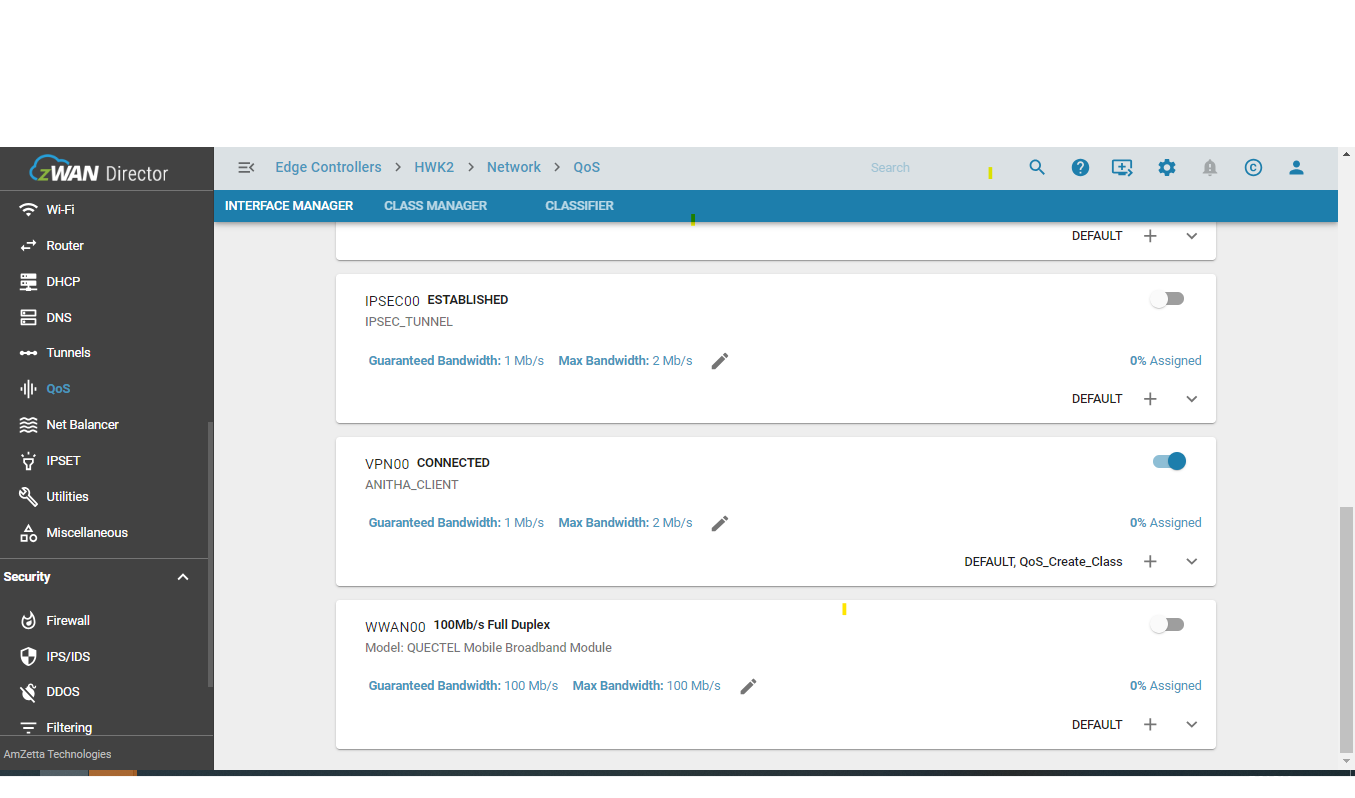 zWAN Director
Edge Controllers > HWK2 > Network > QoS
Search
INTERFACE MANAGER CLASS MANAGER CLASSIFIER
Wi-Fi
Router
DHCP
DNS
Tunnels
QoS
Net Balancer
IPSET
Utilities
Miscellaneous
Security
Firewall
IPS/IDS
DDOS
Filtering
AmZetta Technologies
DEFAULT
IPSEC00 ESTABLISHED
IPSEC_TUNNEL
Guaranteed Bandwidth: 1 Mb/s Max Bandwidth: 2 Mb/s 0% Assigned
DEFAULT
VPN00 CONNECTED
ANITHA_CLIENT
Guaranteed Bandwidth: 1 Mb/s Max Bandwidth: 2 Mb/s 0% Assigned
DEFAULT, QoS_Create_Class
WWAN00 100Mb/s Full Duplex
Model: QUECTEL Mobile Broadband Module
Guaranteed Bandwidth: 100 Mb/s Max Bandwidth: 100 Mb/s 0% Assigned
DEFAULT